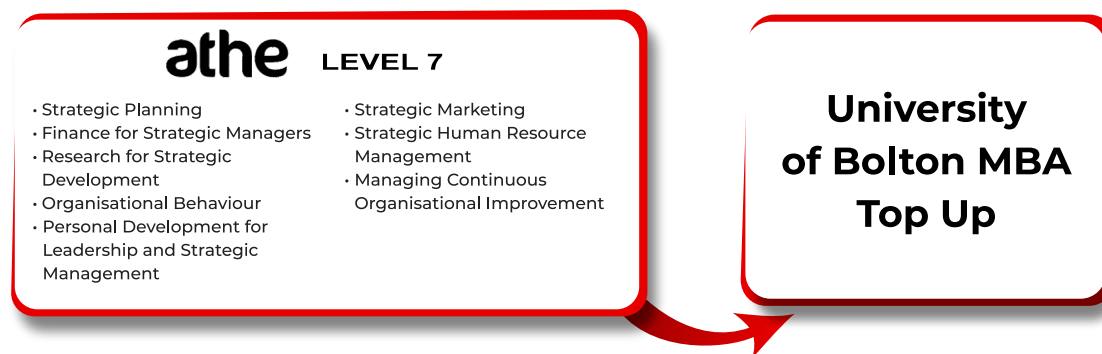 athe LEVEL 7
• Strategic Planning
• Finance for Strategic Managers
• Research for Strategic
Development
• Organisational Behaviour
• Personal Development for
Leadership and Strategic
Management
• Strategic Marketing
• Strategic Human Resource
Management
• Managing Continuous
Organisational Improvement
University
of Bolton MBA
Top Up